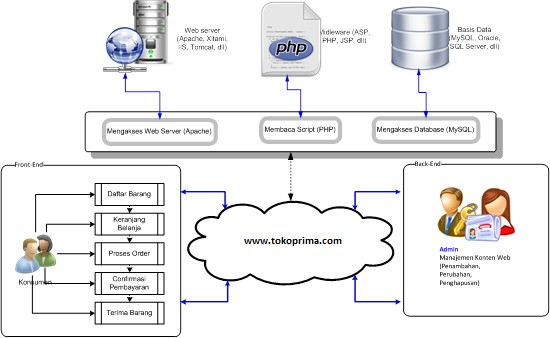 Web server
(Apache, Xitami,
IIS, Tomcat, dll)
Midleware (ASP,
PHP, JSP, dll)
Basis Data
(MySQL, Oracle,
SQL Server, dll)
php
Mengakses Web Server (Apache)
Membaca Script (PHP)
Mengakses Database (MySQL)
Front-End
Back-End
Daftar Barang
Keranjang
Belanja
Proses Order
Confirmasi
Pembayaran
Terima Barang
Konsumen
www.tokoprima.com
Admin
Manajemen Konten Web
(Penambahan,
Perubahan,
Penghapusan)